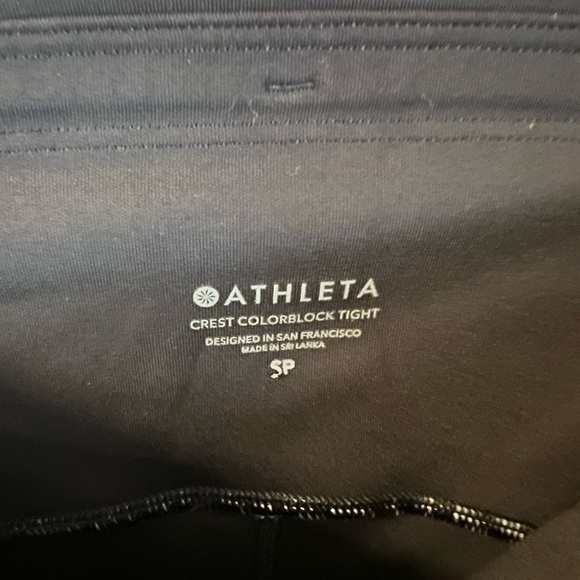 ATHLETA
CREST COLORBLOCK TIGHT
DESIGNED IN SAN FRANCISCO
MADE IN SRI LANKA
SP